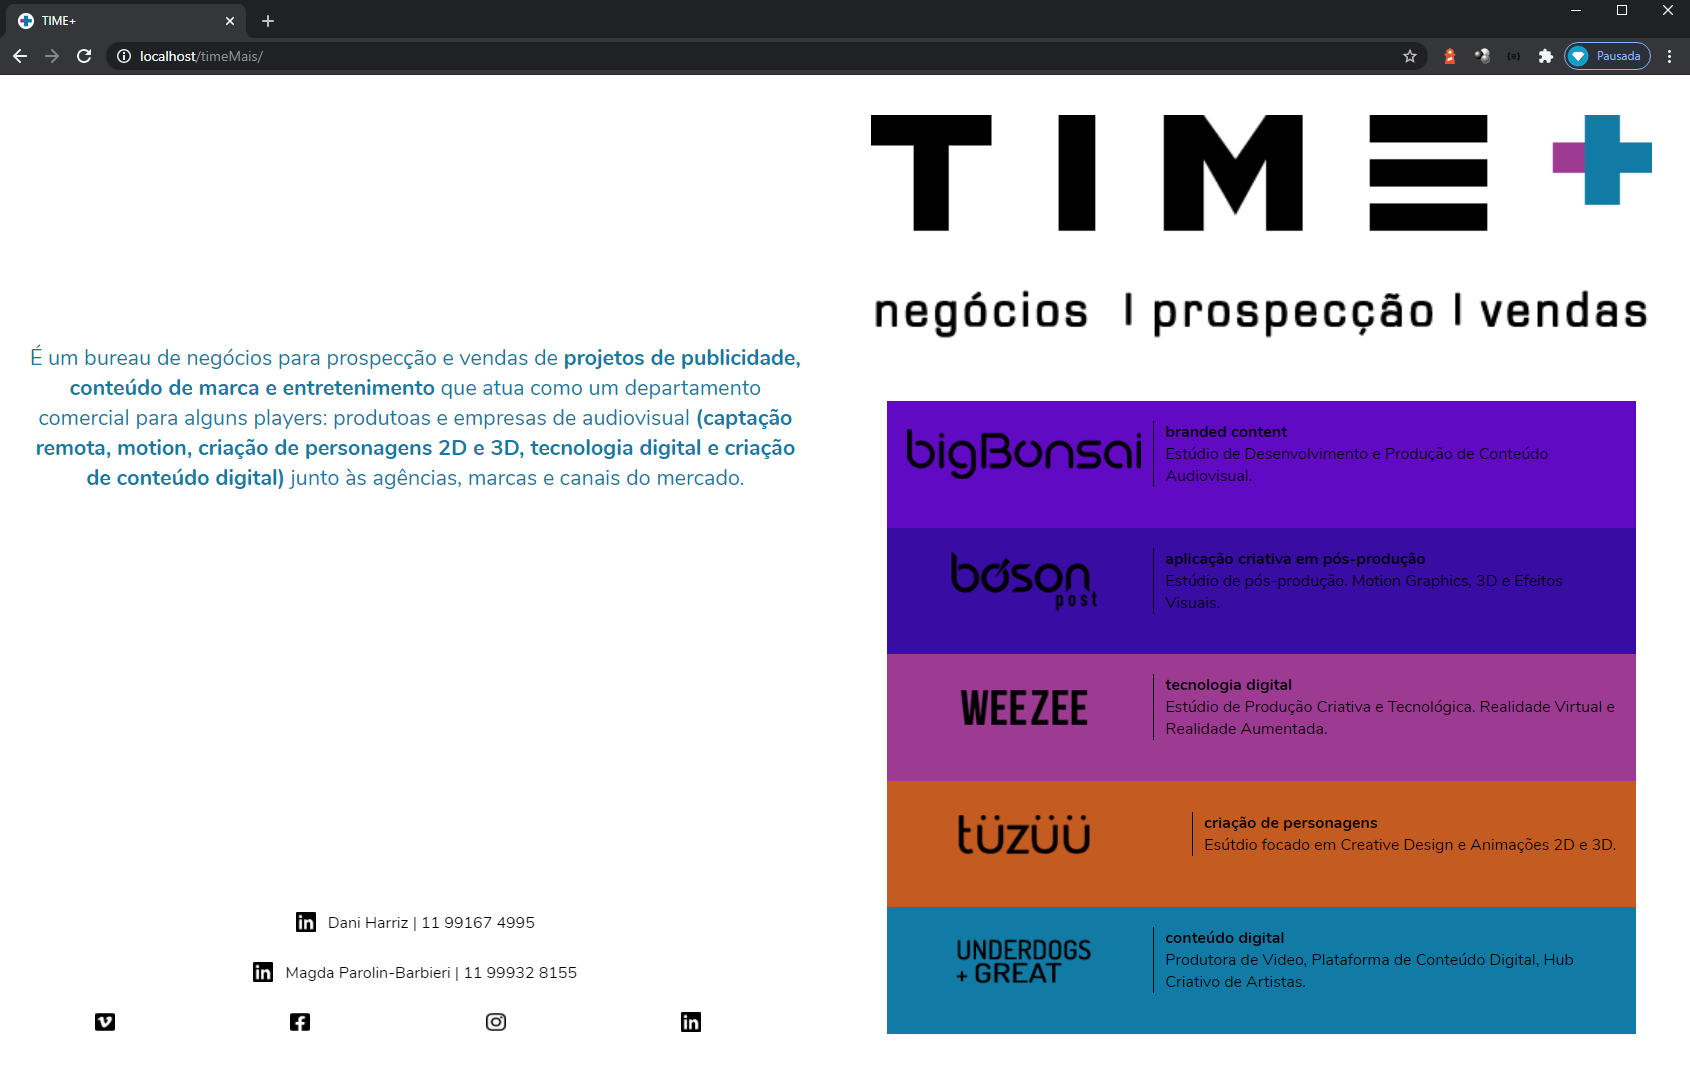 TIME+
localhost/timeMais/
Pausada
É um bureau de negócios para prospecção e vendas de projetos de publicidade,
conteúdo de marca e entretenimento que atua como um departamento
comercial para alguns players: produtoas e empresas de audiovisual (captação
remota, motion, criação de personagens 2D e 3D, tecnologia digital e criação
de conteúdo digital) junto às agências, marcas e canais do mercado.
Dani Harriz | 11 99167 4995
Magda Parolin-Barbieri | 11 99932 8155
TIME+
negócios | prospecção | vendas
bigBonsai
branded content
Estúdio de Desenvolvimento e Produção de Conteúdo
Audiovisual.
bóson
post
aplicação criativa em pós-produção
Estúdio de pós-produção. Motion Graphics, 3D e Efeitos
Visuais.
WEEZEE
tecnologia digital
Estúdio de Produção Criativa e Tecnológica. Realidade Virtual e
Realidade Aumentada.
tüzüü
criação de personagens
Esútdio focado em Creative Design e Animações 2D e 3D.
UNDERDOGS
+ GREAT
conteúdo digital
Produtora de Video, Plataforma de Conteúdo Digital, Hub
Criativo de Artistas.